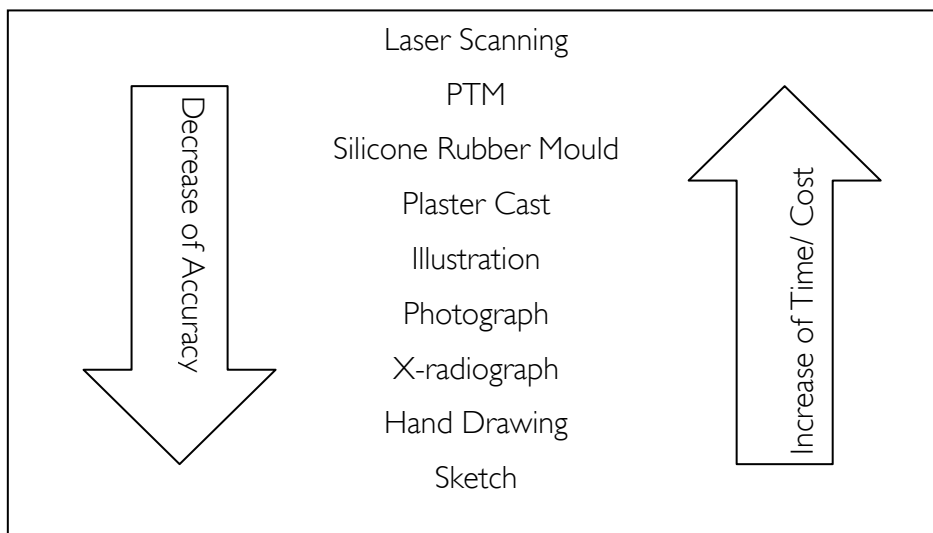 Laser Scanning
PTM
Silicone Rubber Mould
Plaster Cast
Illustration
Photograph
X-radiograph
Hand Drawing
Sketch
Decrease of Accuracy
Increase of Time/ Cost